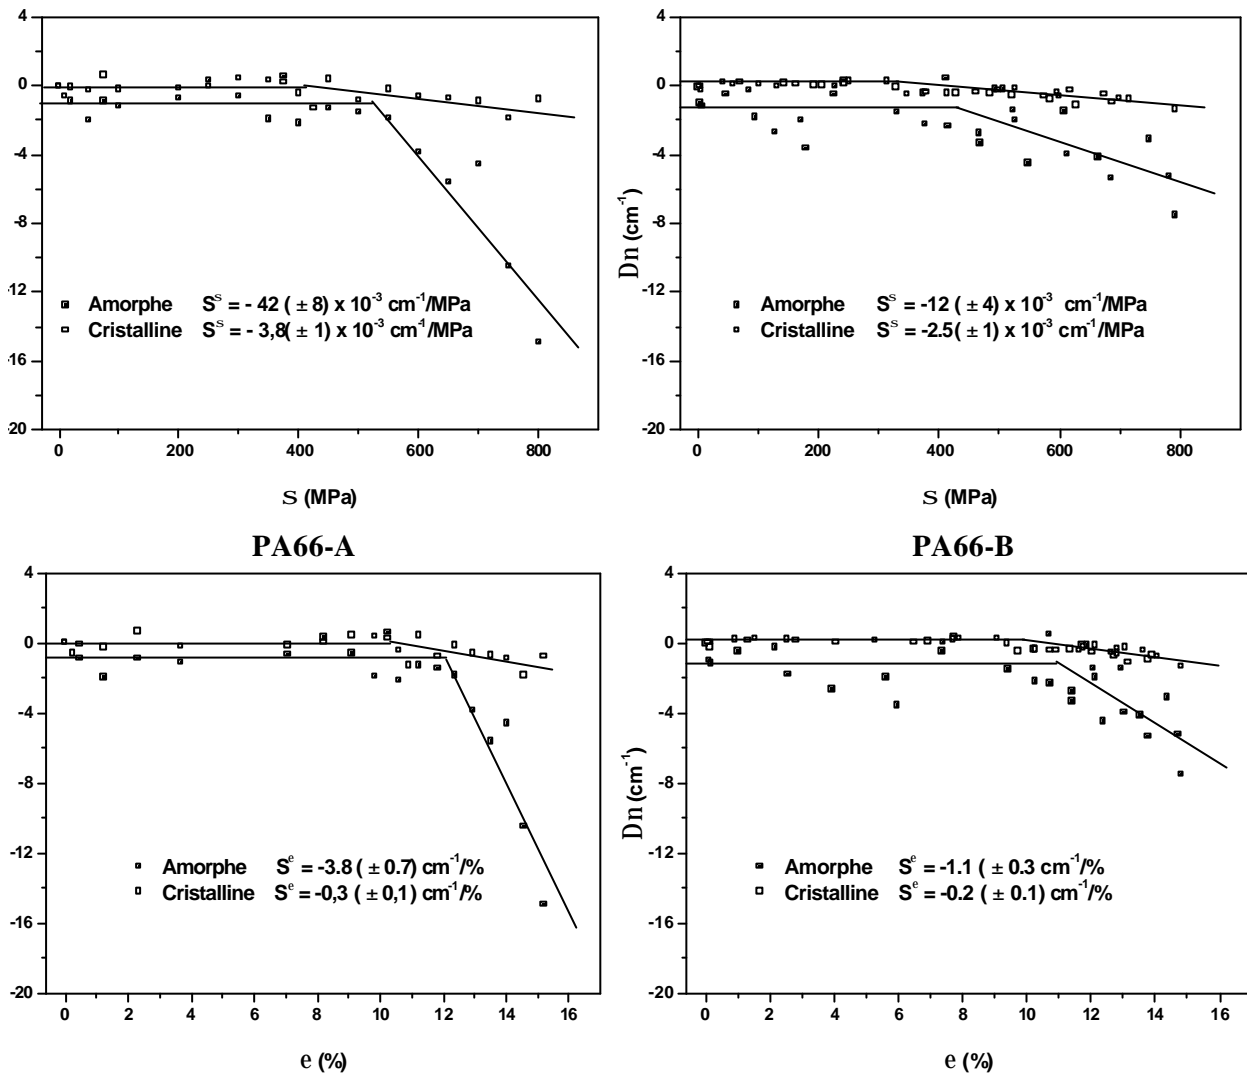 4
0
-4
-8
-12
-16
-20
Amorphe S^s = - 42 ( ± 8) x 10^-3 cm^-1/MPa
Cristalline S^s = - 3,8( ± 1) x 10^-3 cm^-1/MPa
0 200 400 600 800
s (MPa)
4
0
-4
-8
-12
-16
-20
Dn (cm^-1)
Amorphe S^s = -12 ( ± 4) x 10^-3 cm^-1/MPa
Cristalline S^s = -2.5( ± 1) x 10^-3 cm^-1/MPa
0 200 400 600 800
s (MPa)
PA66-A
PA66-B
4
0
-4
-8
-12
-16
-20
Amorphe S^e = -3.8 ( ± 0.7) cm^-1/%
Cristalline S^e = -0,3 ( ± 0,1) cm^-1/%
0 2 4 6 8 10 12 14 16
e (%)
4
0
-4
-8
-12
-16
-20
Dn (cm^-1)
Amorphe S^e = -1.1 ( ± 0.3 cm^-1/%
Cristalline S^e = -0.2 ( ± 0.1) cm^-1/%
0 2 4 6 8 10 12 14 16
e (%)